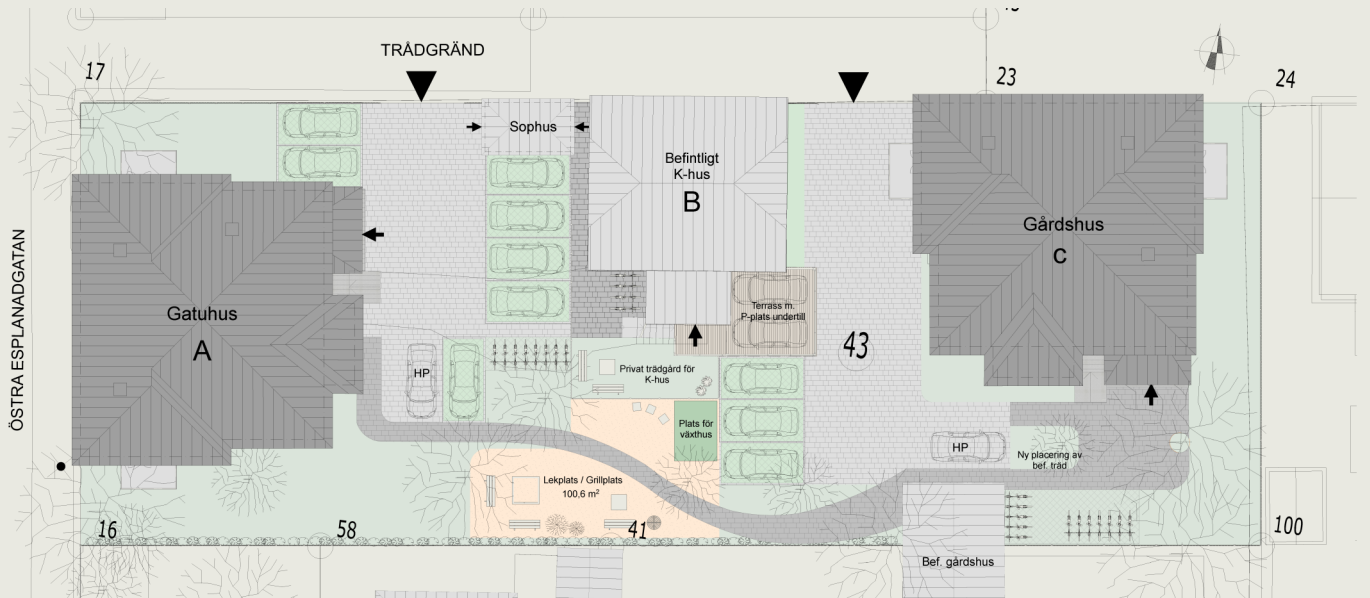 TRÅDGRÄND
17
23
24
Sophus
Befintligt
K-hus
B
Gårdshus
c
ÖSTRA ESPLANADGATAN
Gatuhus
A
Terrass m.
P-plats undertill
43
HP
Privat trädgård för
K-hus
Plats för
växthus
HP
Ny placering av
bef. träd
Lekplats / Grillplats
100,6 m²
16
58
41
100
Bef. gårdshus